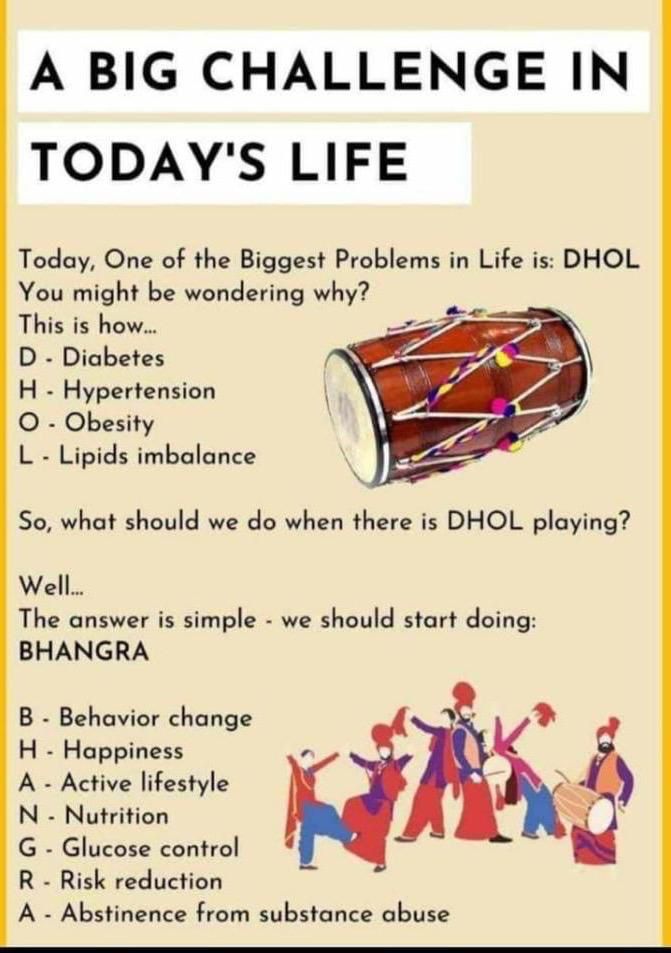 A BIG CHALLENGE IN
TODAY'S LIFE
Today, One of the Biggest Problems in Life is: DHOL
You might be wondering why?
This is how...
D - Diabetes
H - Hypertension
O - Obesity
L - Lipids imbalance
So, what should we do when there is DHOL playing?
Well...
The answer is simple - we should start doing:
BHANGRA
B - Behavior change
H - Happiness
A - Active lifestyle
N - Nutrition
G - Glucose control
R - Risk reduction
A - Abstinence from substance abuse